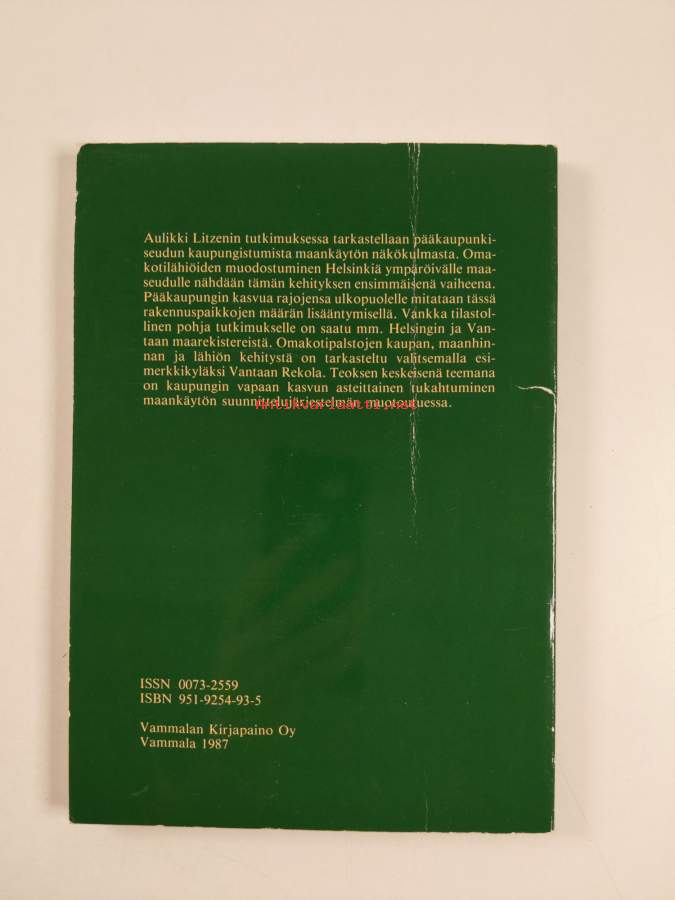 Aulikki Litzenin tutkimuksessa tarkastellaan pääkaupunki-
seudun kaupungistumista maankäytön näkökulmasta. Oma-
kotilähiöiden muodostuminen Helsinkiä ympäröivälle maa-
seudulle nähdään tämän kehityksen ensimmäisenä vaiheena.
Pääkaupungin kasvua rajojensa ulkopuolelle mitataan tässä
rakennuspaikkojen määrän lisääntymisellä. Vankka tilastol-
linen pohja tutkimukselle on saatu mm. Helsingin ja Van-
taan maarekistereistä. Omakotipalstojen kaupan, maanhin-
nan ja lähiön kehitystä on tarkasteltu valitsemalla esi-
merkkikyläksi Vantaan Rekola. Teoksen keskeisenä teemana
on kaupungin vapaan kasvun asteittainen tukahtuminen
maankäytön suunnittelujärjestelmän muotoutuessa.
Antikvariaatti.net
ISSN 0073-2559
ISBN 951-9254-93-5
Vammalan Kirjapaino Oy
Vammala 1987